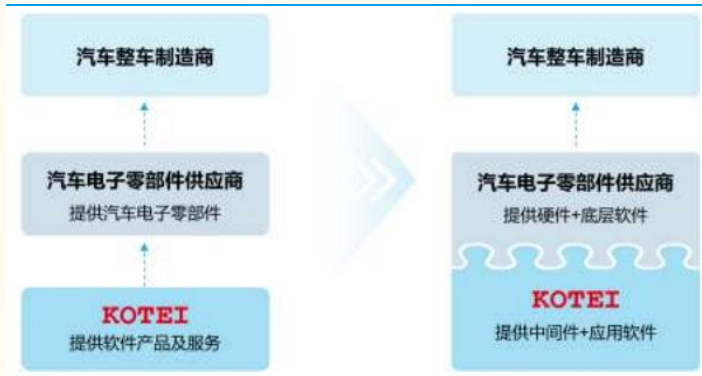 汽车整车制造商
汽车电子零部件供应商
提供汽车电子零部件
KOTEI
提供软件产品及服务
汽车整车制造商
汽车电子零部件供应商
提供硬件+底层软件
KOTEI
提供中间件+应用软件